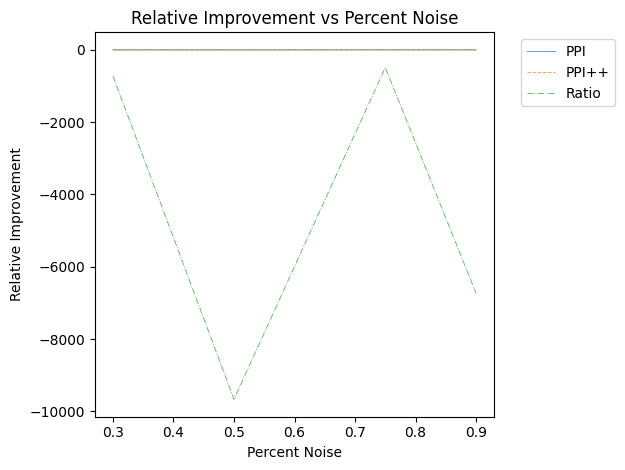 Relative Improvement vs Percent Noise
PPI
PPI++
Ratio
Relative Improvement
0
−2000
−4000
−6000
−8000
−10000
0.3 0.4 0.5 0.6 0.7 0.8 0.9
Percent Noise